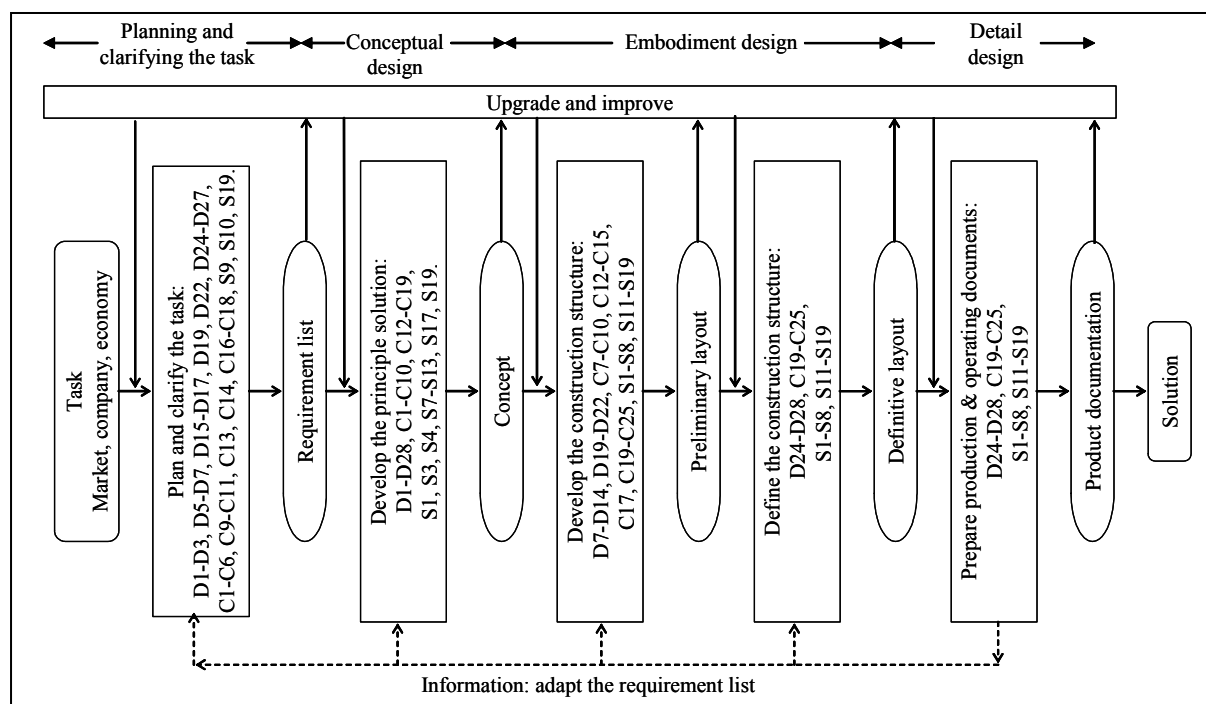 Planning and
clarifying the task
Conceptual
design
Embodiment design
Detail
design
Upgrade and improve
Task
Market, company, economy
Plan and clarify the task:
D1-D3, D5-D7, D15-D17, D19, D22, D24-D27,
C1-C6, C9-C11, C13, C14, C16-C18, S9, S10, S19.
Requirement list
Develop the principle solution:
D1-D28, C1-C10, C12-C19,
S1, S3, S4, S7-S13, S17, S19.
Concept
Develop the construction structure:
D7-D14, D19-D22, C7-C10, C12-C15,
C17, C19-C25, S1-S8, S11-S19
Preliminary layout
Define the construction structure:
D24-D28, C19-C25,
S1-S8, S11-S19
Definitive layout
Prepare production & operating documents:
D24-D28, C19-C25,
S1-S8, S11-S19
Product documentation
Solution
Information: adapt the requirement list